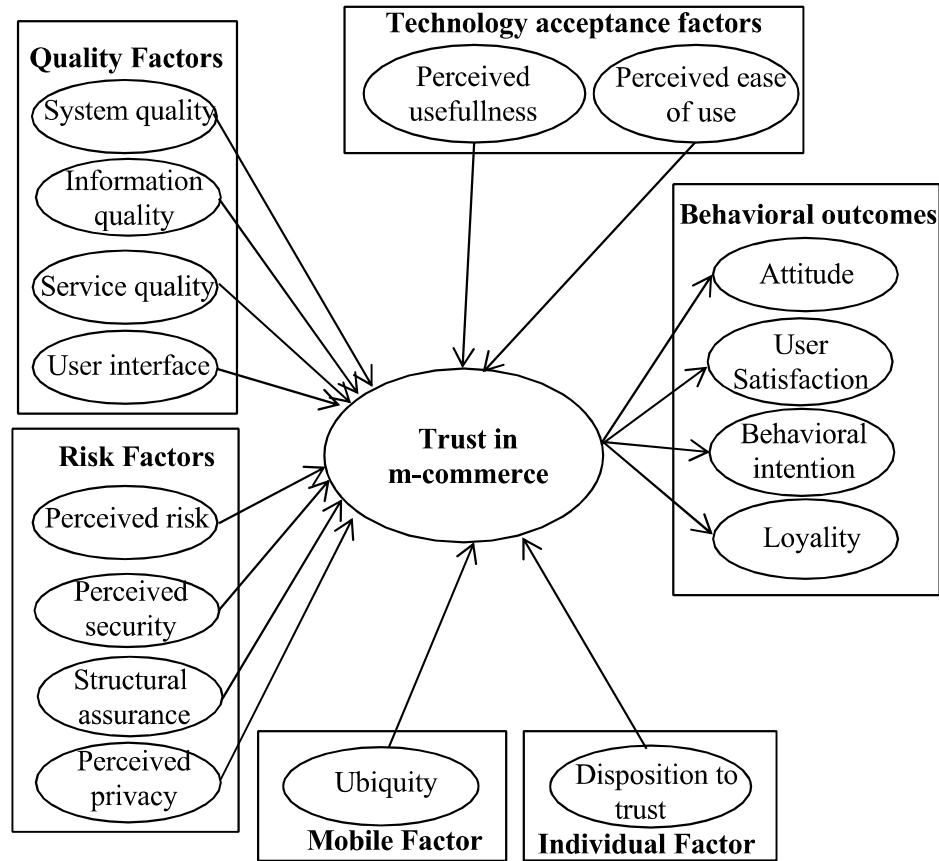 Technology acceptance factors
Perceived
usefullness
Perceived ease
of use
Quality Factors
System quality
Information
quality
Service quality
User interface
Behavioral outcomes
Attitude
User
Satisfaction
Behavioral
intention
Loyality
Trust in
m-commerce
Risk Factors
Perceived risk
Perceived
security
Structural
assurance
Perceived
privacy
Ubiquity
Mobile Factor
Disposition to
trust
Individual Factor